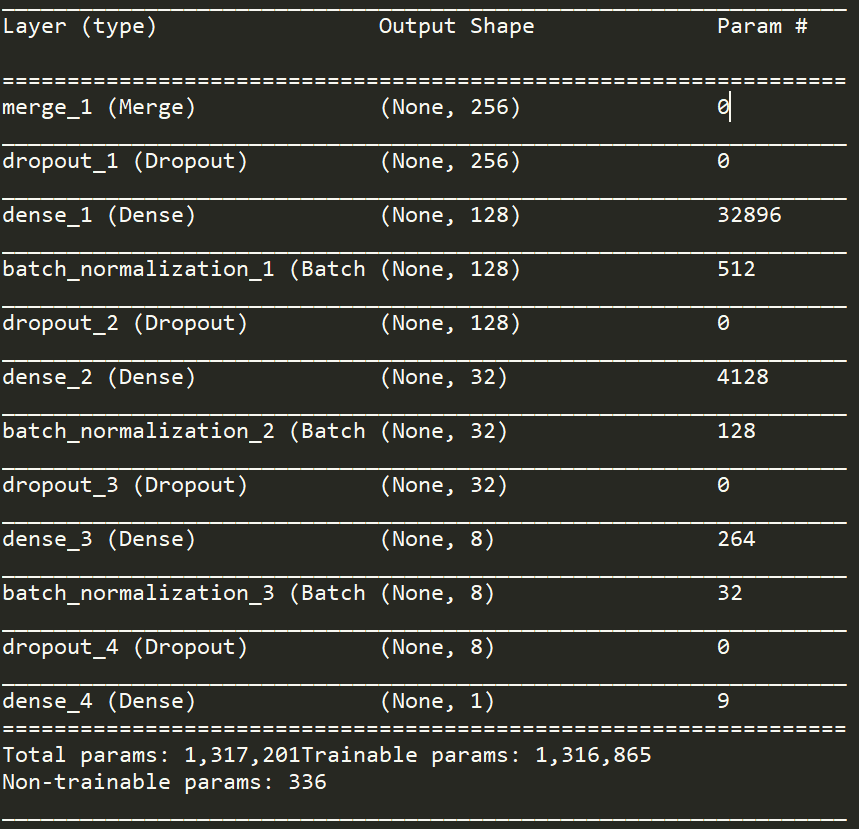 Layer (type) Output Shape Param #
================================================================
merge_1 (Merge) (None, 256) 0
________________________________________________________________
dropout_1 (Dropout) (None, 256) 0
________________________________________________________________
dense_1 (Dense) (None, 128) 32896
________________________________________________________________
batch_normalization_1 (Batch (None, 128) 512
________________________________________________________________
dropout_2 (Dropout) (None, 128) 0
________________________________________________________________
dense_2 (Dense) (None, 32) 4128
________________________________________________________________
batch_normalization_2 (Batch (None, 32) 128
________________________________________________________________
dropout_3 (Dropout) (None, 32) 0
________________________________________________________________
dense_3 (Dense) (None, 8) 264
________________________________________________________________
batch_normalization_3 (Batch (None, 8) 32
________________________________________________________________
dropout_4 (Dropout) (None, 8) 0
________________________________________________________________
dense_4 (Dense) (None, 1) 9
================================================================
Total params: 1,317,201Trainable params: 1,316,865
Non-trainable params: 336
________________________________________________________________